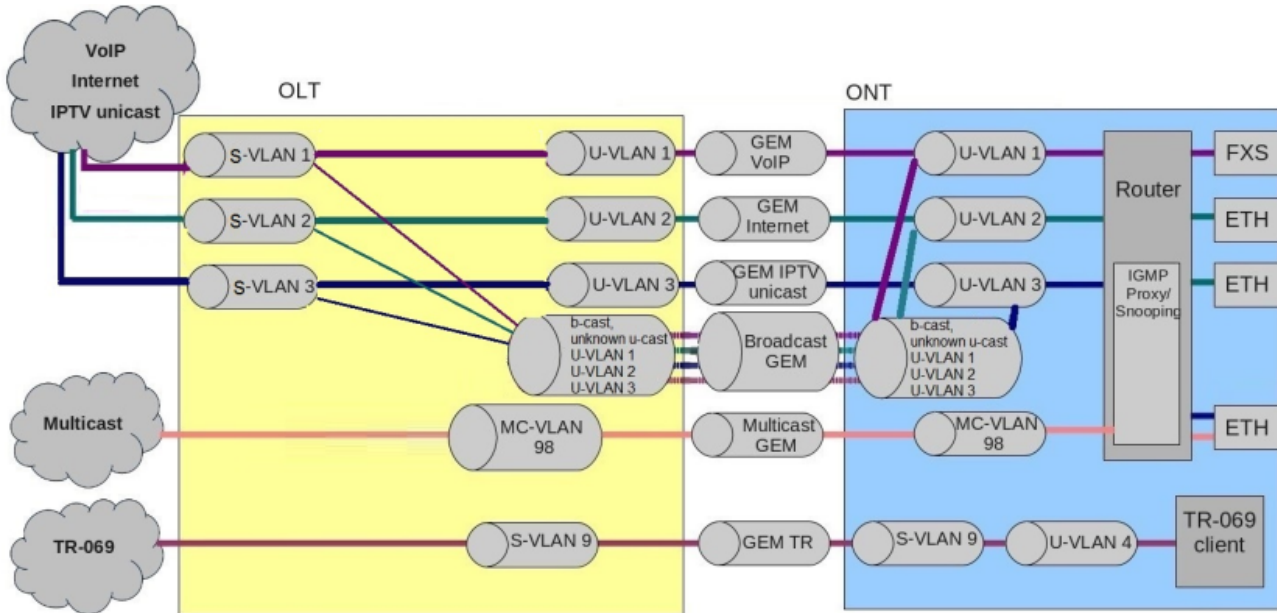 VoIP
Internet
IPTV unicast
OLT
ONT
S-VLAN 1
U-VLAN 1
GEM
VoIP
U-VLAN 1
FXS
Router
S-VLAN 2
U-VLAN 2
GEM
Internet
U-VLAN 2
ETH
S-VLAN 3
U-VLAN 3
GEM IPTV
unicast
U-VLAN 3
IGMP
Proxy/
Snooping
ETH
b-cast,
unknown u-cast
U-VLAN 1
U-VLAN 2
U-VLAN 3
Broadcast
GEM
b-cast,
unknown u-cast
U-VLAN 1
U-VLAN 2
U-VLAN 3
Multicast
MC-VLAN
98
Multicast
GEM
MC-VLAN
98
ETH
TR-069
S-VLAN 9
GEM TR
S-VLAN 9
U-VLAN 4
TR-069
client